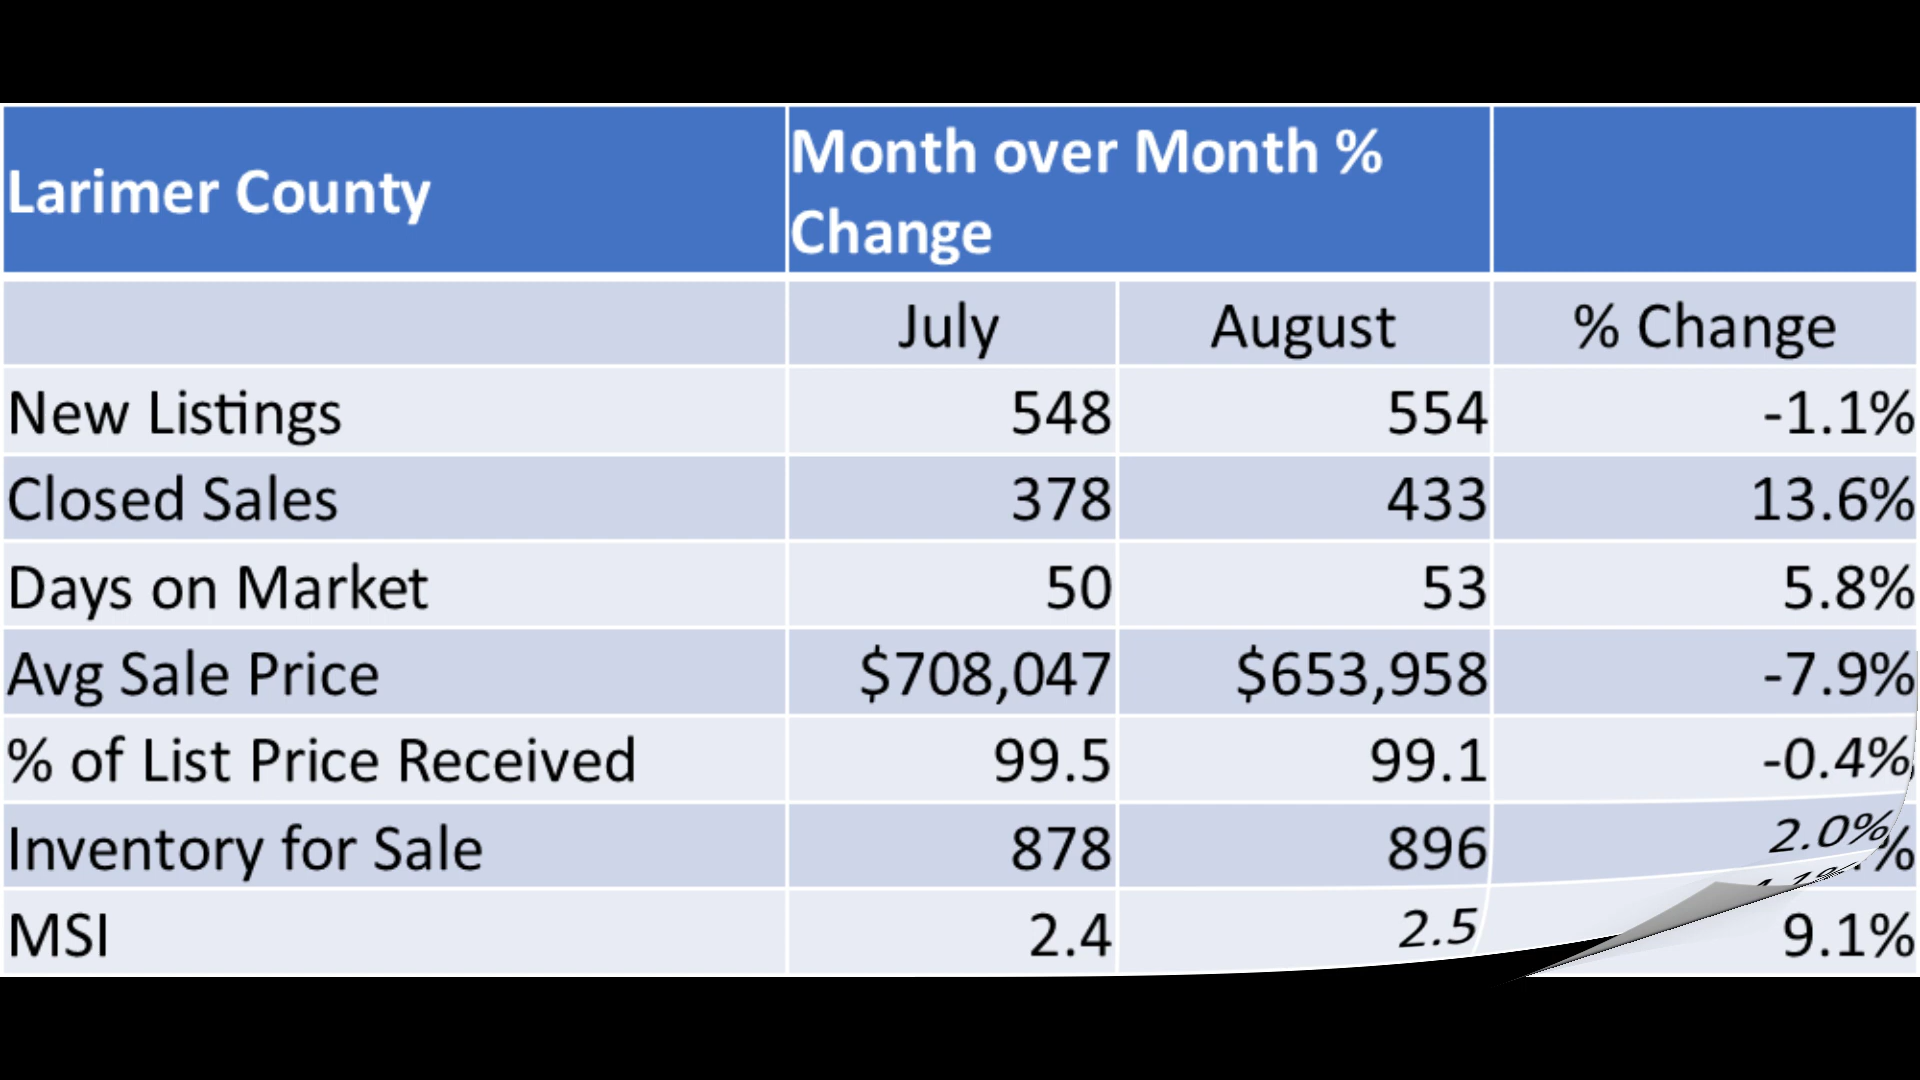 Larimer County
Month over Month %
Change
July August % Change
New Listings 548 554 -1.1%
Closed Sales 378 433 13.6%
Days on Market 50 53 5.8%
Avg Sale Price $708,047 $653,958 -7.9%
% of List Price Received 99.5 99.1 -0.4%
Inventory for Sale 878 896 2.0% %
MSI 2.4 2.5 9.1%